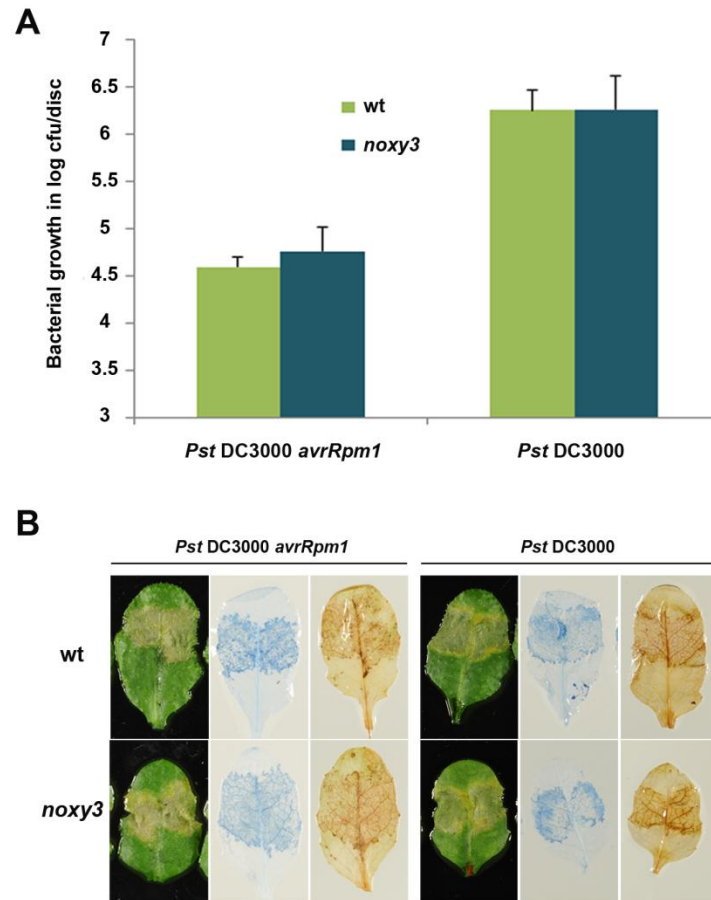 A
Bacterial growth in log cfu/disc
7
6.5
6
5.5
5
4.5
4
3.5
3
wt
noxy3
Pst DC3000 avrRpm1
Pst DC3000
B
Pst DC3000 avrRpm1
Pst DC3000
wt
noxy3